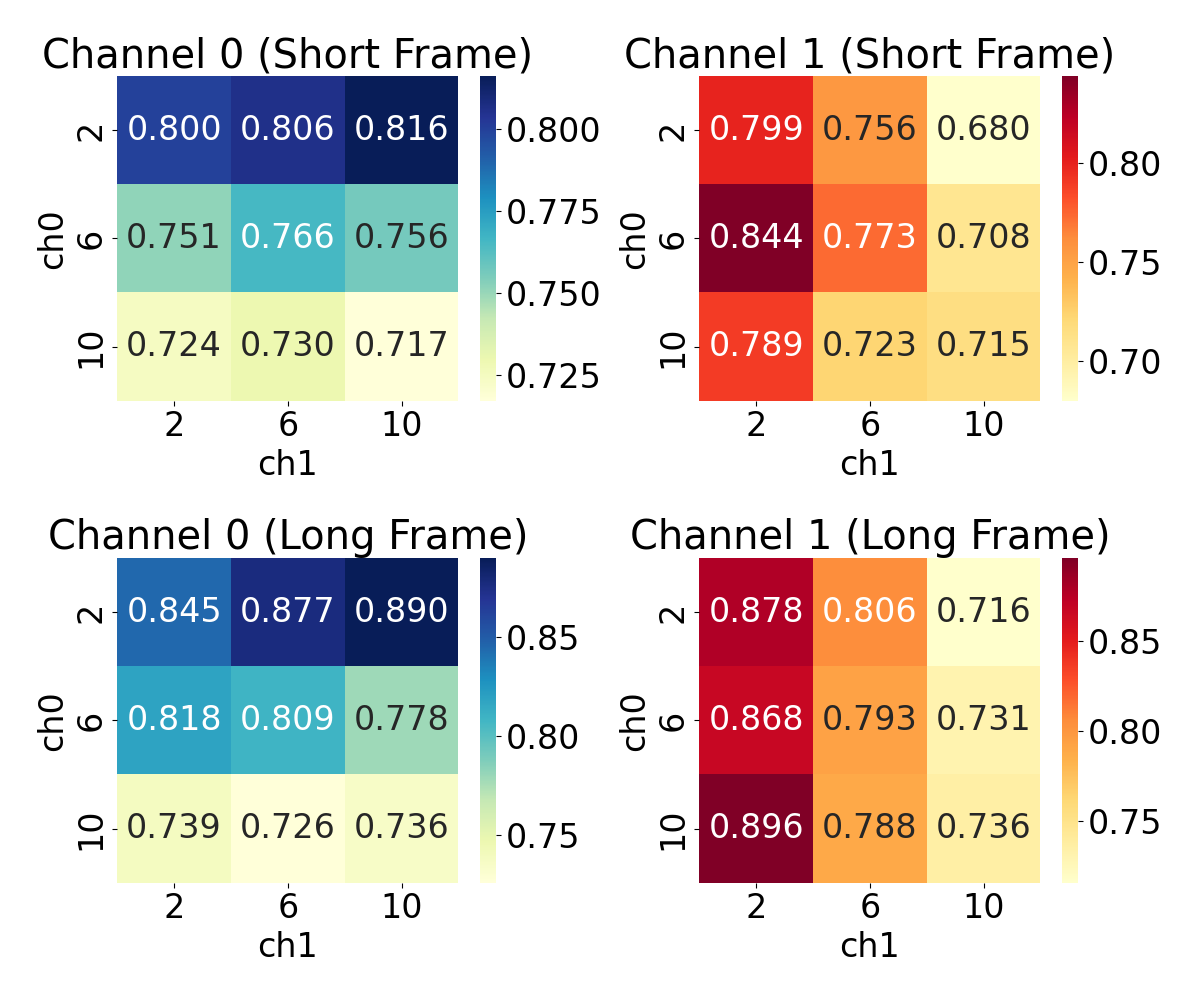 Channel 0 (Short Frame)
ch0
2
0.800 0.806 0.816
6
0.751 0.766 0.756
10
0.724 0.730 0.717
2 6 10
ch1
0.800
0.775
0.750
0.725
Channel 1 (Short Frame)
ch0
2
0.799 0.756 0.680
6
0.844 0.773 0.708
10
0.789 0.723 0.715
2 6 10
ch1
0.80
0.75
0.70
Channel 0 (Long Frame)
ch0
2
0.845 0.877 0.890
6
0.818 0.809 0.778
10
0.739 0.726 0.736
2 6 10
ch1
0.85
0.80
0.75
Channel 1 (Long Frame)
ch0
2
0.878 0.806 0.716
6
0.868 0.793 0.731
10
0.896 0.788 0.736
2 6 10
ch1
0.85
0.80
0.75